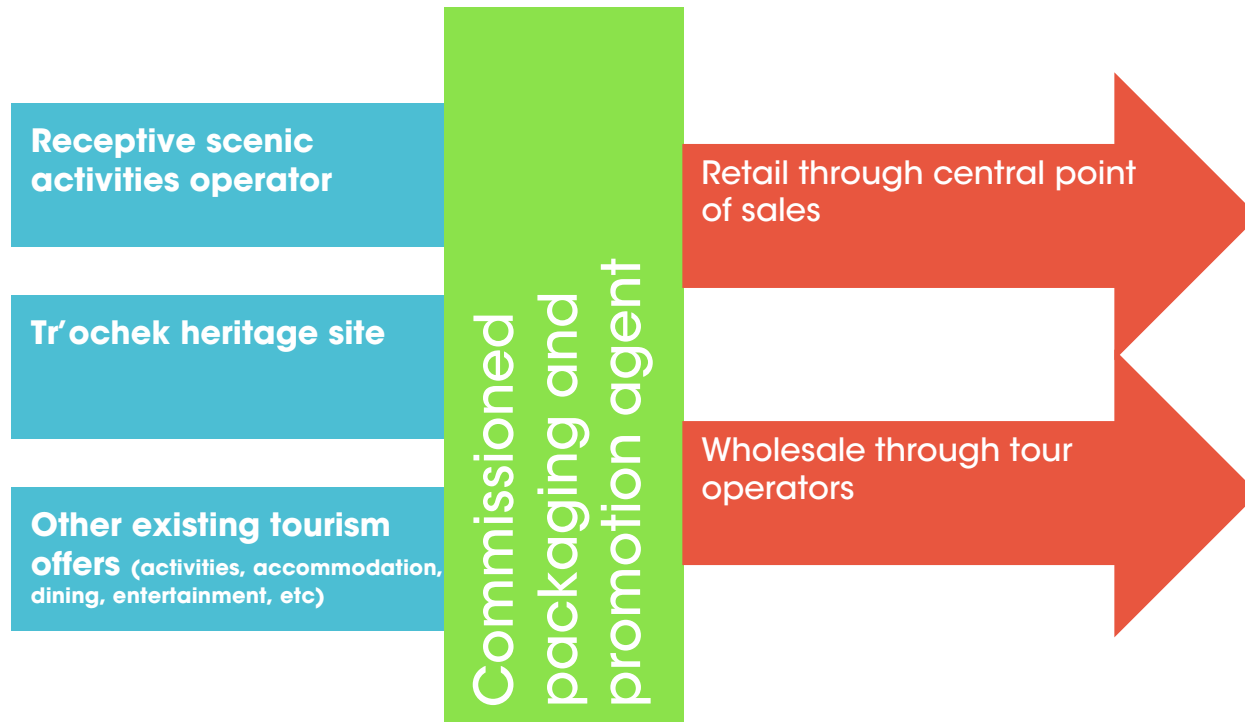 Receptive scenic
activities operator
Tr’ochek heritage site
Other existing tourism
offers (activities, accommodation,
dining, entertainment, etc)
Commissioned
packaging and
promotion agent
Retail through central point
of sales
Wholesale through tour
operators